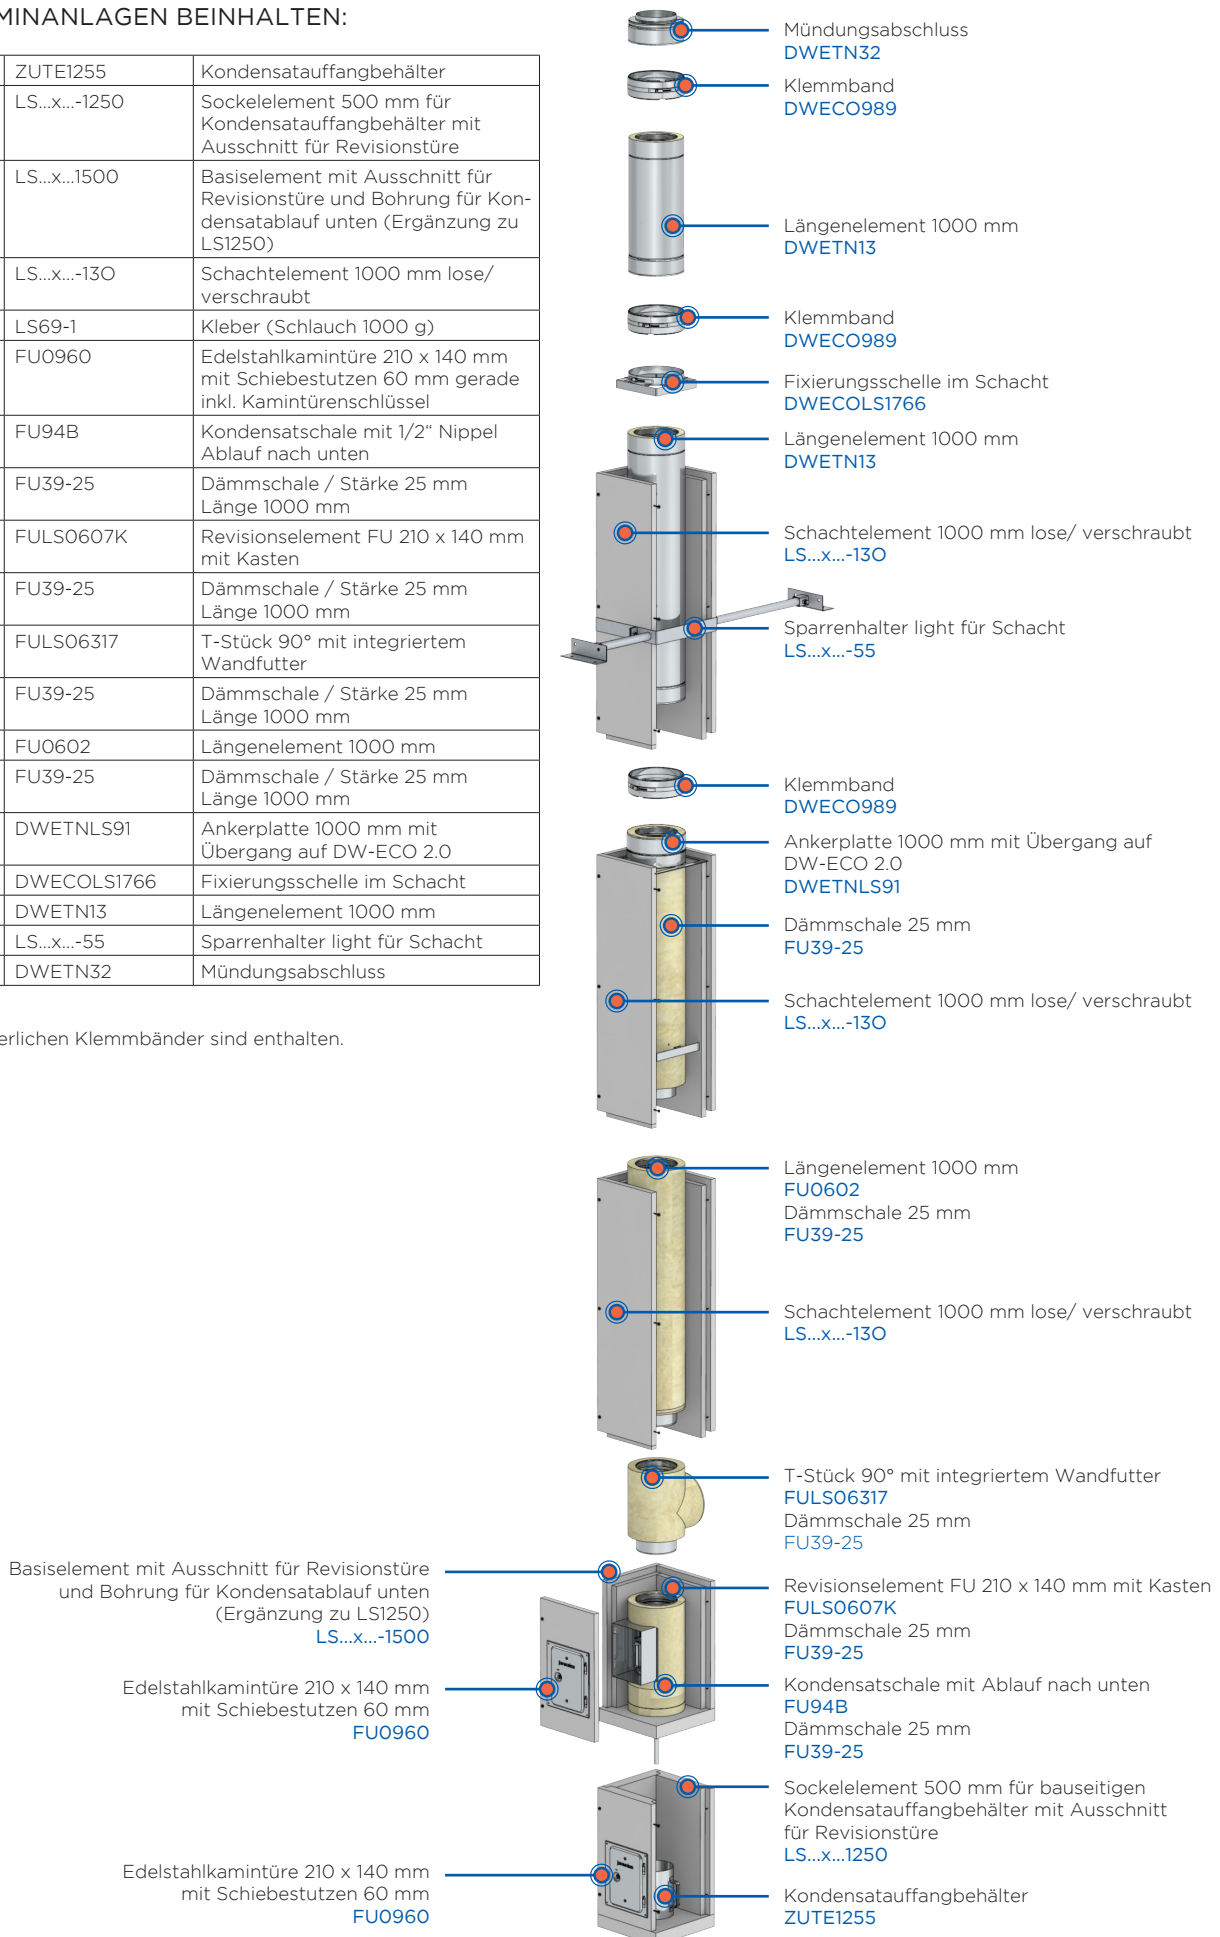 MINANLAGEN BEINHALTEN:
ZUTE1255 Kondensatauffangbehälter
LS...x...-1250 Sockelelement 500 mm für
Kondensatauffangbehälter mit
Ausschnitt für Revisionstüre
LS...x...1500 Basiselement mit Ausschnitt für
Revisionstüre und Bohrung für Kon-
densatablauf unten (Ergänzung zu
LS1250)
LS...x...-13O Schachtelement 1000 mm lose/
verschraubt
LS69-1 Kleber (Schlauch 1000 g)
FU0960 Edelstahlkamintüre 210 x 140 mm
mit Schiebestutzen 60 mm gerade
inkl. Kamintürenschlüssel
FU94B Kondensatschale mit 1/2“ Nippel
Ablauf nach unten
FU39-25 Dämmschale / Stärke 25 mm
Länge 1000 mm
FULS0607K Revisionselement FU 210 x 140 mm
mit Kasten
FU39-25 Dämmschale / Stärke 25 mm
Länge 1000 mm
FULS06317 T-Stück 90° mit integriertem
Wandfutter
FU39-25 Dämmschale / Stärke 25 mm
Länge 1000 mm
FU0602 Längenelement 1000 mm
FU39-25 Dämmschale / Stärke 25 mm
Länge 1000 mm
DWETNLS91 Ankerplatte 1000 mm mit
Übergang auf DW-ECO 2.0
DWECOLS1766 Fixierungsschelle im Schacht
DWETN13 Längenelement 1000 mm
LS...x...-55 Sparrenhalter light für Schacht
DWETN32 Mündungsabschluss
erlichen Klemmbänder sind enthalten.
Mündungsabschluss
DWETN32
Klemmband
DWECO989
Längenelement 1000 mm
DWETN13
Klemmband
DWECO989
Fixierungsschelle im Schacht
DWECOLS1766
Längenelement 1000 mm
DWETN13
Schachtelement 1000 mm lose/ verschraubt
LS...x...-13O
Sparrenhalter light für Schacht
LS...x...-55
Klemmband
DWECO989
Ankerplatte 1000 mm mit Übergang auf
DW-ECO 2.0
DWETNLS91
Dämmschale 25 mm
FU39-25
Schachtelement 1000 mm lose/ verschraubt
LS...x...-13O
Längenelement 1000 mm
FU0602
Dämmschale 25 mm
FU39-25
Schachtelement 1000 mm lose/ verschraubt
LS...x...-13O
T-Stück 90° mit integriertem Wandfutter
FULS06317
Dämmschale 25 mm
FU39-25
Basiselement mit Ausschnitt für Revisionstüre
und Bohrung für Kondensatablauf unten
(Ergänzung zu LS1250)
LS...x...-1500
Revisionselement FU 210 x 140 mm mit Kasten
FULS0607K
Dämmschale 25 mm
FU39-25
Edelstahlkamintüre 210 x 140 mm
mit Schiebestutzen 60 mm
FU0960
Kondensatschale mit Ablauf nach unten
FU94B
Dämmschale 25 mm
FU39-25
Sockelelement 500 mm für bauseitigen
Kondensatauffangbehälter mit Ausschnitt
für Revisionstüre
LS...x...1250
Edelstahlkamintüre 210 x 140 mm
mit Schiebestutzen 60 mm
FU0960
Kondensatauffangbehälter
ZUTE1255